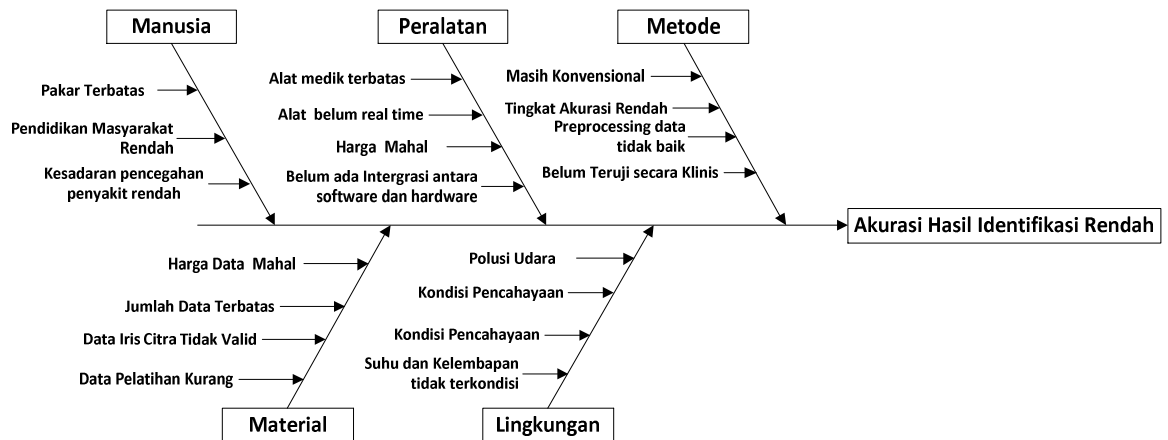 Manusia
Pakar Terbatas
Pendidikan Masyarakat
Rendah
Kesadaran pencegahan
penyakit rendah
Peralatan
Alat medik terbatas
Alat belum real time
Harga Mahal
Belum ada Intergrasi antara
software dan hardware
Metode
Masih Konvensional
Tingkat Akurasi Rendah
Preprocessing data
tidak baik
Belum Teruji secara Klinis
Akurasi Hasil Identifikasi Rendah
Harga Data Mahal
Jumlah Data Terbatas
Data Iris Citra Tidak Valid
Data Pelatihan Kurang
Material
Polusi Udara
Kondisi Pencahayaan
Kondisi Pencahayaan
Suhu dan Kelembapan
tidak terkondisi
Lingkungan